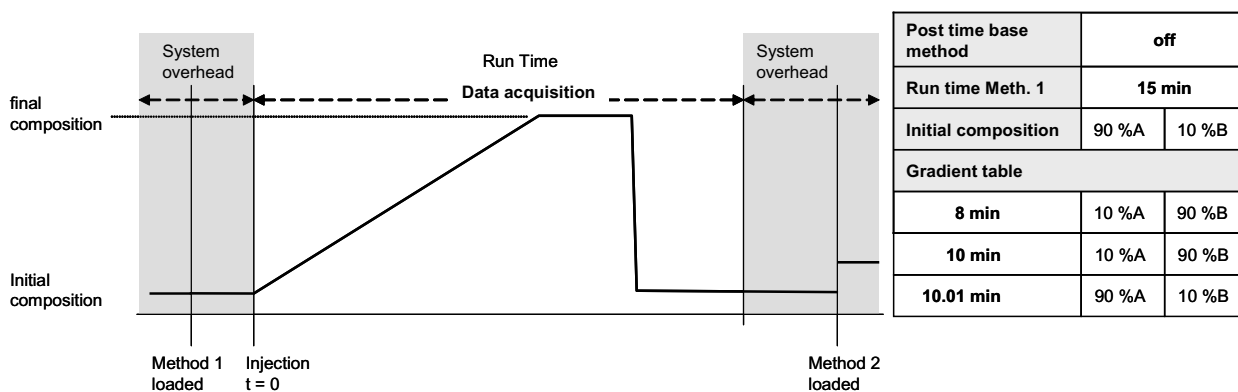 System
overhead
Run Time
System
overhead
Data acquisition
final
composition
Initial
composition
Method 1
loaded
Injection
t = 0
Method 2
loaded
Post time base
method
off
Run time Meth. 1
15 min
Initial composition
90 %A
10 %B
Gradient table
8 min
10 %A
90 %B
10 min
10 %A
90 %B
10.01 min
90 %A
10 %B